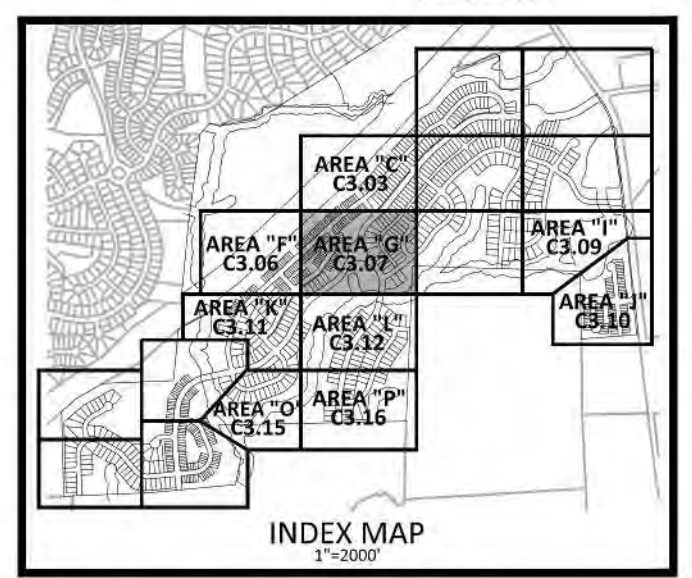 AREA "C"
C3.03
AREA "F"
C3.06
AREA "G"
C3.07
AREA "I"
C3.09
AREA "J"
C3.10
AREA "K"
C3.11
AREA "L"
C3.12
AREA "O"
C3.15
AREA "P"
C3.16
INDEX MAP
1"=2000'